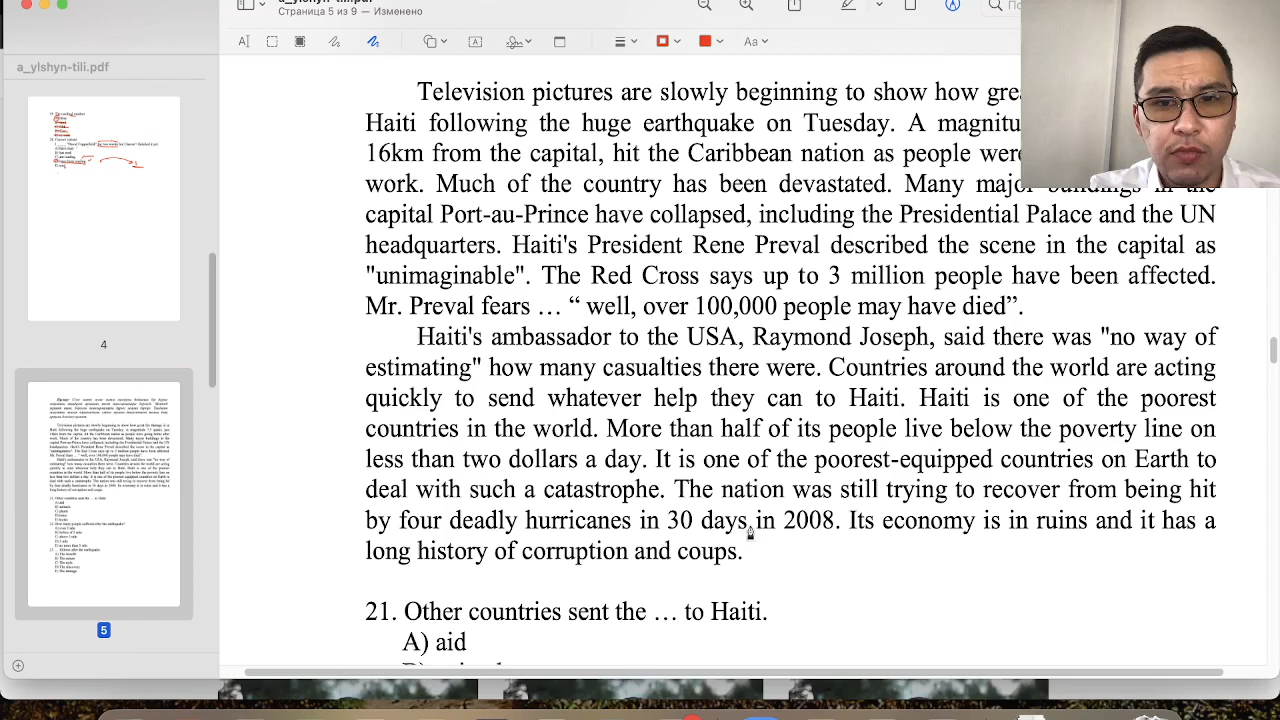 a_ylshyn-tili.pdf
Страница 5 из 9 — Изменено
a_ylshyn-tili.pdf
4
5
Television pictures are slowly beginning to show how
Haiti following the huge earthquake on Tuesday. A
16km from the capital, hit the Caribbean nation as people
work. Much of the country has been devastated. Many major buildings in the
capital Port-au-Prince have collapsed, including the Presidential Palace and the UN
headquarters. Haiti's President Rene Preval described the scene in the capital as
"unimaginable". The Red Cross says up to 3 million people have been affected.
Mr. Preval fears … “ well, over 100,000 people may have died”.
Haiti's ambassador to the USA, Raymond Joseph, said there was "no way of
estimating" how many casualties there were. Countries around the world are acting
quickly to send whatever help they can to Haiti. Haiti is one of the poorest
countries in the world. More than half of its people live below the poverty line on
less than two dollars a day. It is one of the poorest-equipped countries on Earth to
deal with such a catastrophe. The nation was still trying to recover from being hit
by four deadly hurricanes in 30 days in 2008. Its economy is in ruins and it has a
long history of corruption and coups.
21. Other countries sent the … to Haiti.
A) aid